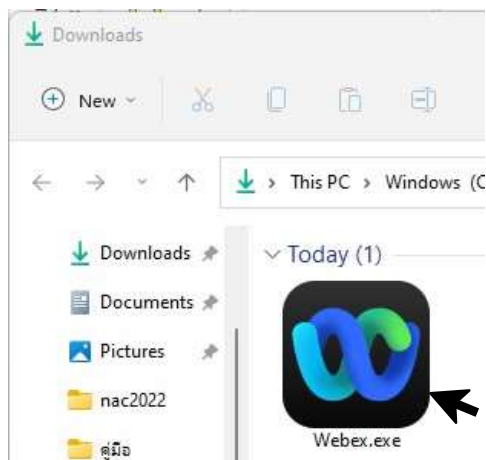 Downloads
New
This PC > Windows (C
Downloads
Today (1)
Documents
Pictures
nac2022
คู่มือ
Webex.exe